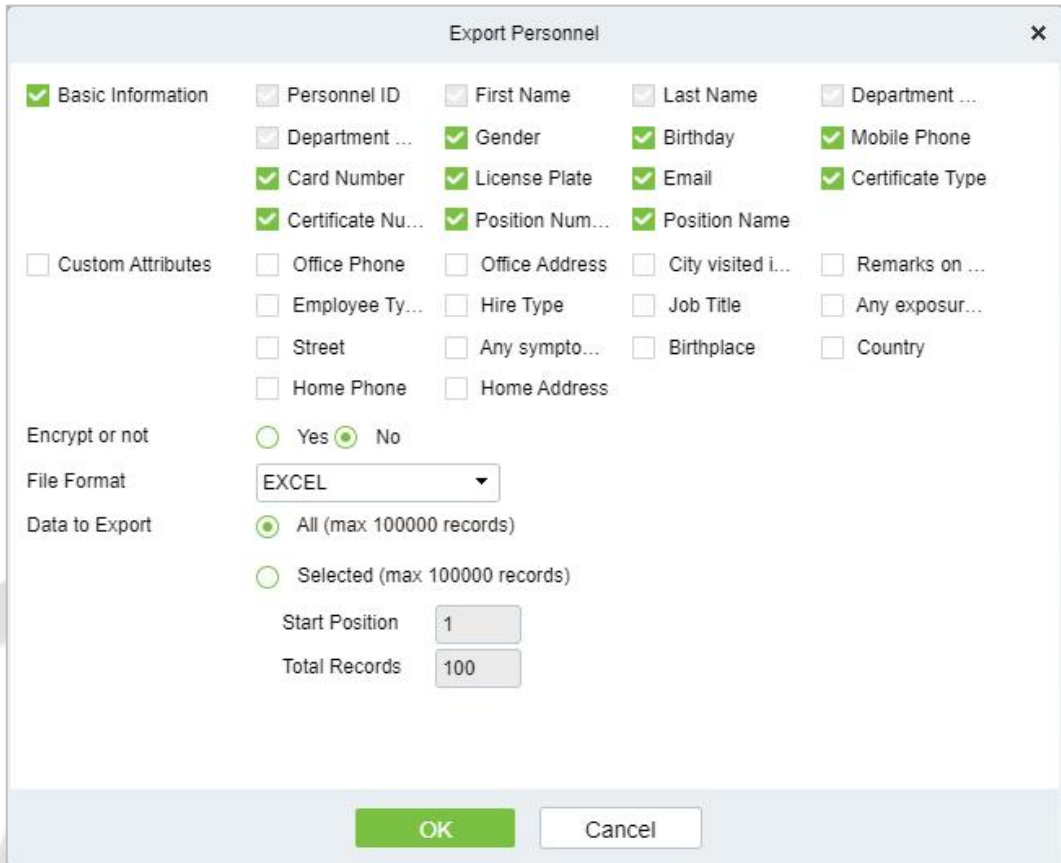 Export Personnel ×
Basic Information Personnel ID First Name Last Name Department ...
Department ... Gender Birthday Mobile Phone
Card Number License Plate Email Certificate Type
Certificate Nu... Position Num... Position Name
Custom Attributes Office Phone Office Address City visited i... Remarks on ...
Employee Ty... Hire Type Job Title Any exposur...
Street Any sympto... Birthplace Country
Home Phone Home Address
Encrypt or not Yes No
File Format EXCEL
Data to Export All (max 100000 records)
Selected (max 100000 records)
Start Position 1
Total Records 100
OK Cancel